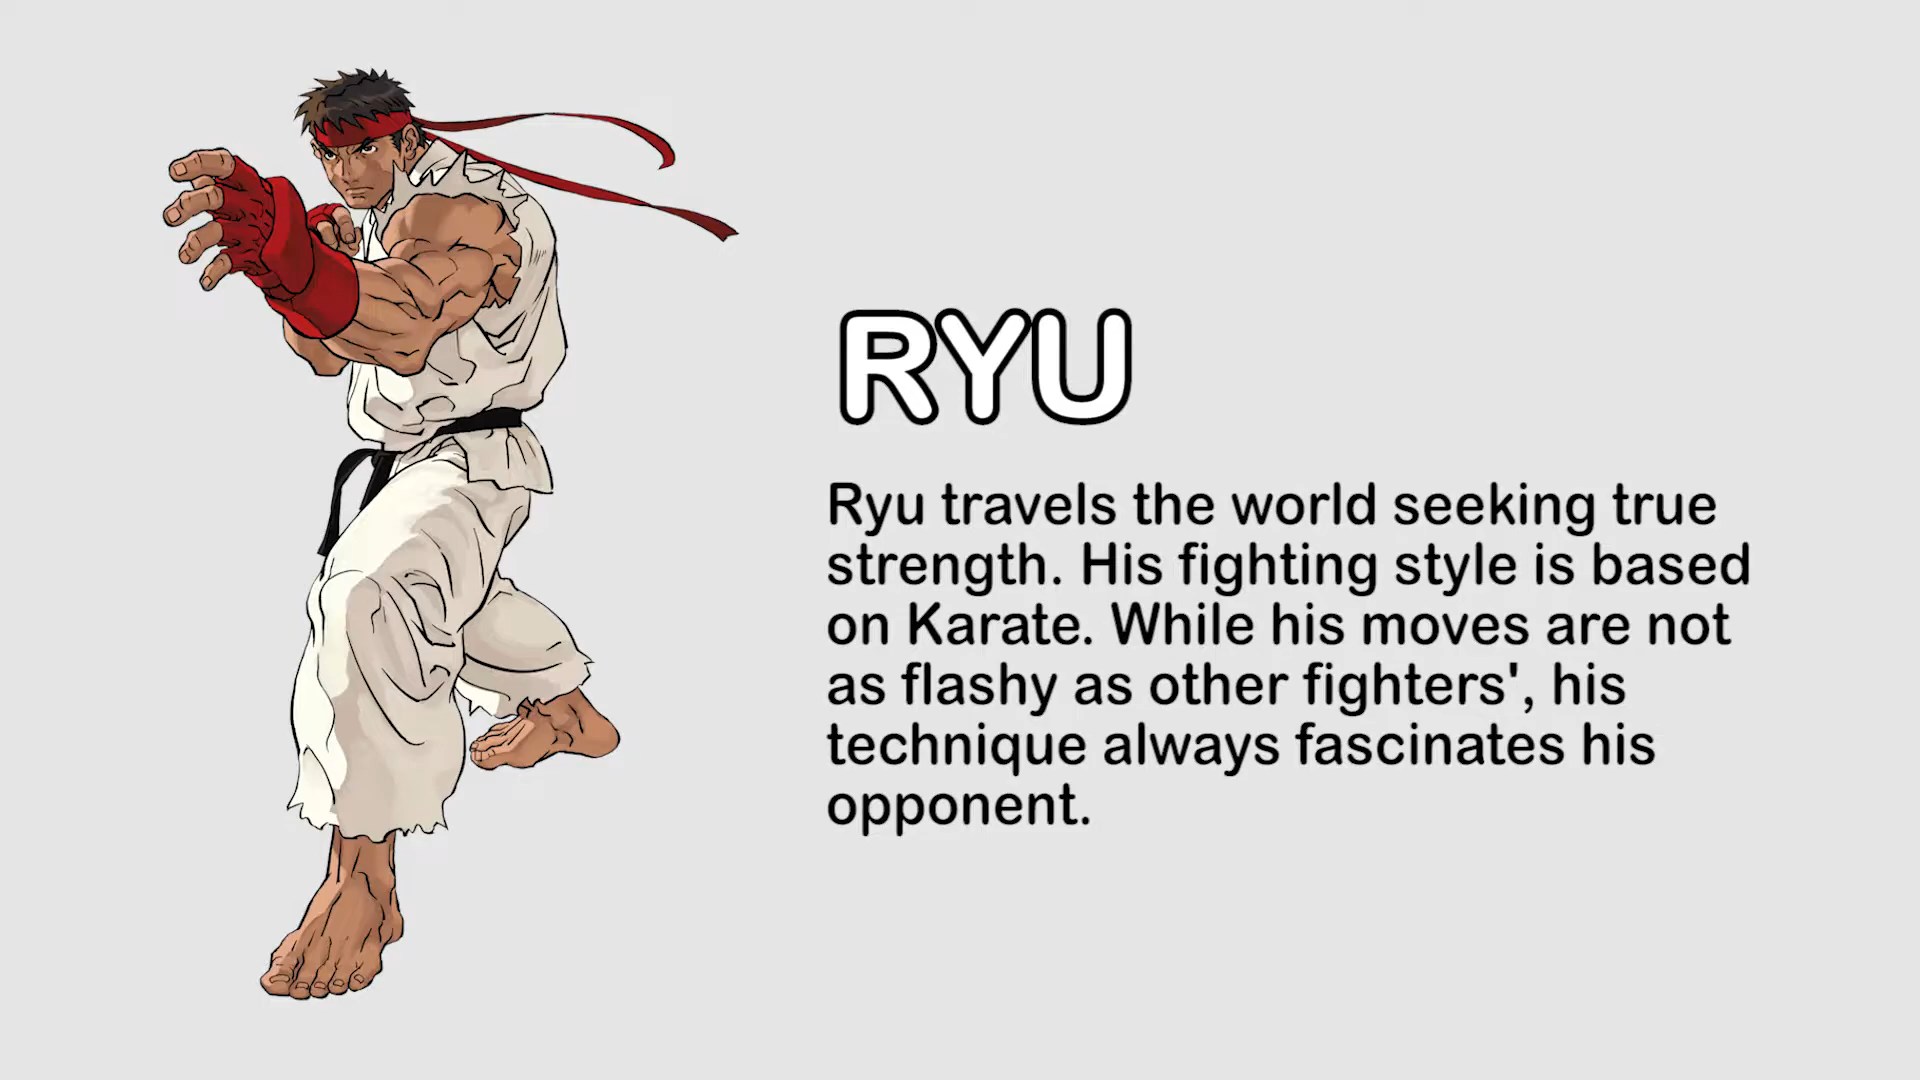 RYU
Ryu travels the world seeking true
strength. His fighting style is based
on Karate. While his moves are not
as flashy as other fighters', his
technique always fascinates his
opponent.